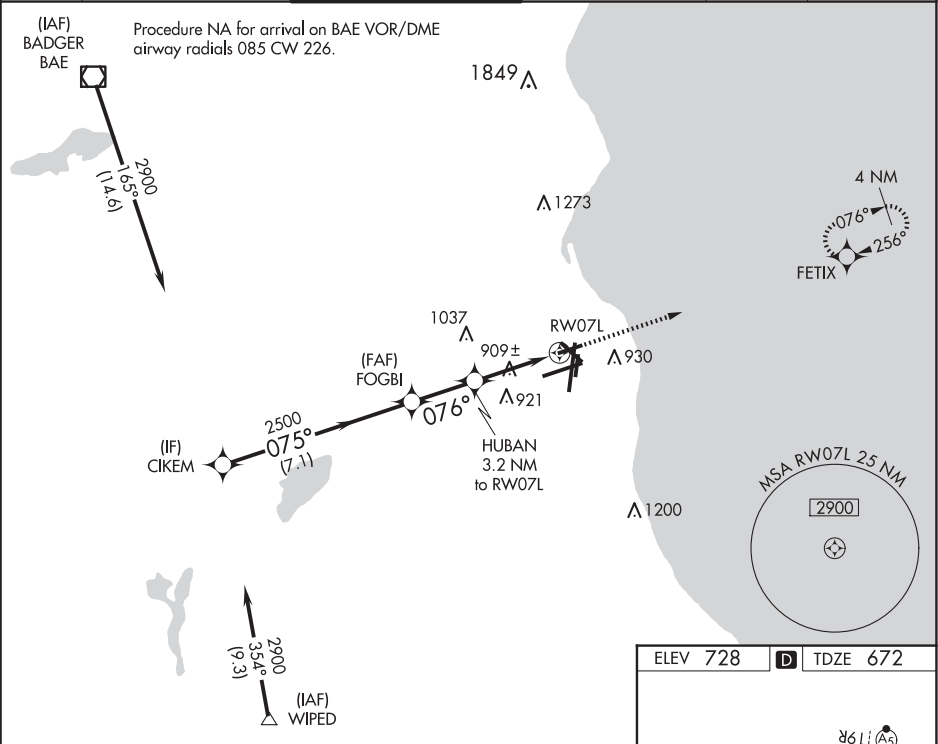 (IAF)
BADGER
BAE
Procedure NA for arrival on BAE VOR/DME
airway radials 085 CW 226.
1849
2900
165°
(14.6)
1273
4 NM
076°
256°
FETIX
1037
RW07L
909±
930
(FAF)
FOGBI
921
076°
2500
075°
(7.1)
(IF)
CIKEM
HUBAN
3.2 NM
to RW07L
MSA RW07L 25 NM
2900
1200
2900
354°
(9.3)
(IAF)
WIPED
ELEV 728 D TDZE 672
19R
A5